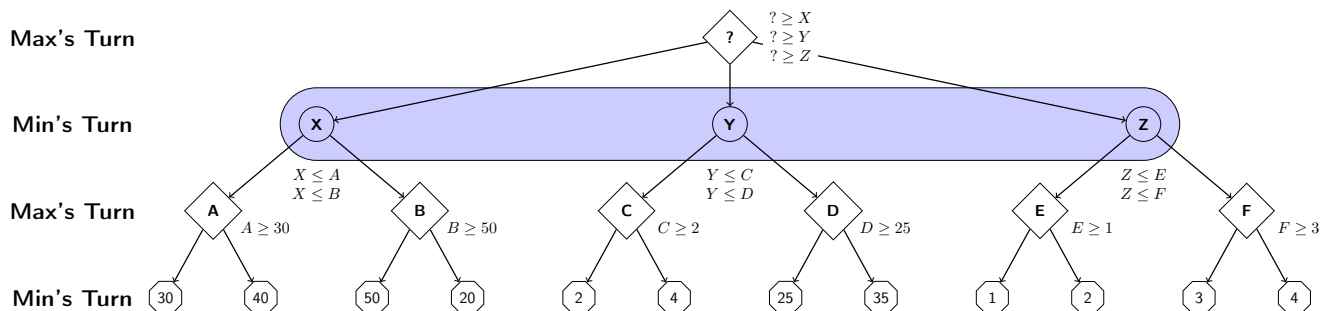 Max's Turn
?
? ≥ X
? ≥ Y
? ≥ Z
Min's Turn
X
Y
Z
X ≤ A
X ≤ B
Y ≤ C
Y ≤ D
Z ≤ E
Z ≤ F
Max's Turn
A
A ≥ 30
B
B ≥ 50
C
C ≥ 2
D
D ≥ 25
E
E ≥ 1
F
F ≥ 3
Min's Turn
30
40
50
20
2
4
25
35
1
2
3
4